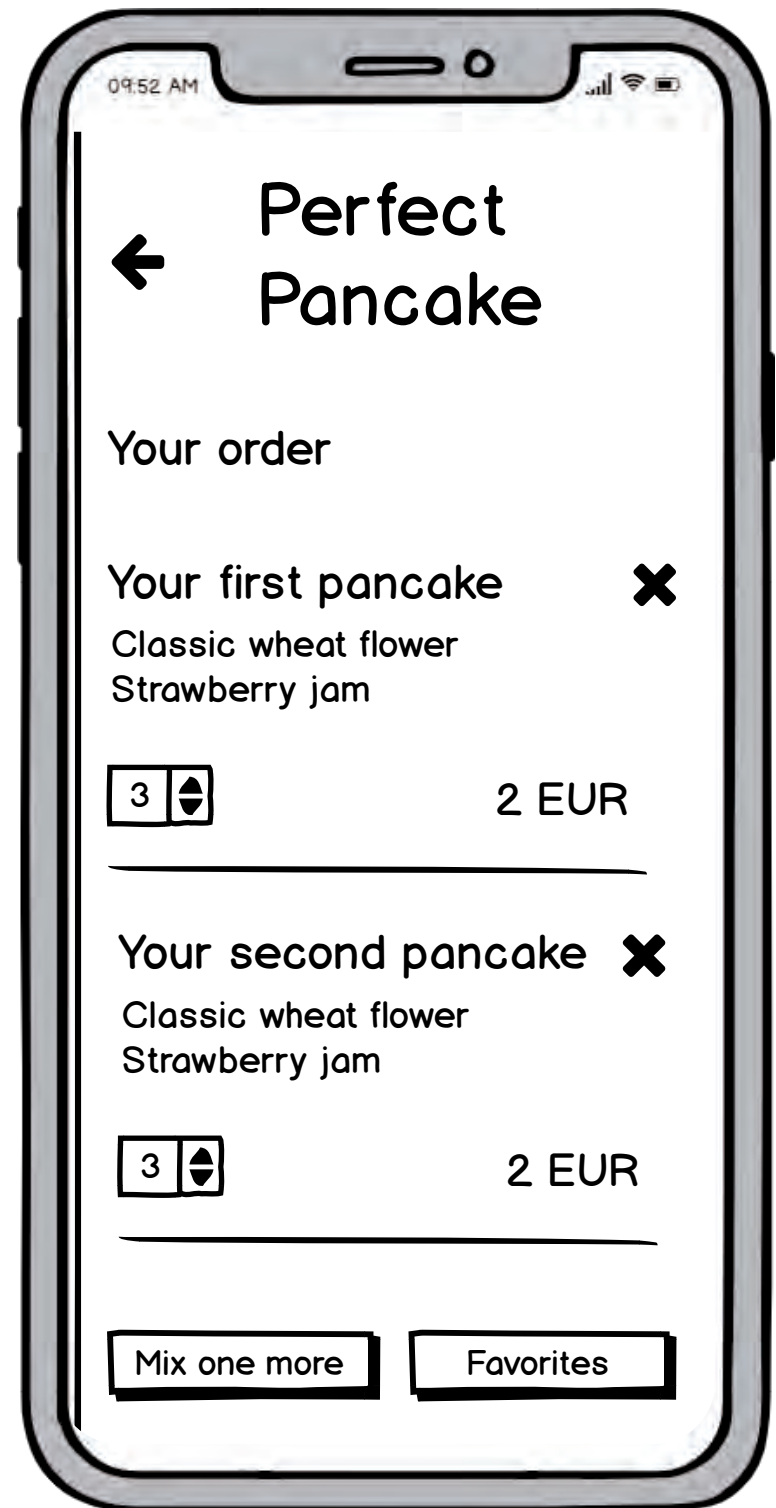 09:52 AM
Perfect
Pancake
Your order
Your first pancake
Classic wheat flower
Strawberry jam
3
2 EUR
Your second pancake
Classic wheat flower
Strawberry jam
3
2 EUR
Mix one more
Favorites